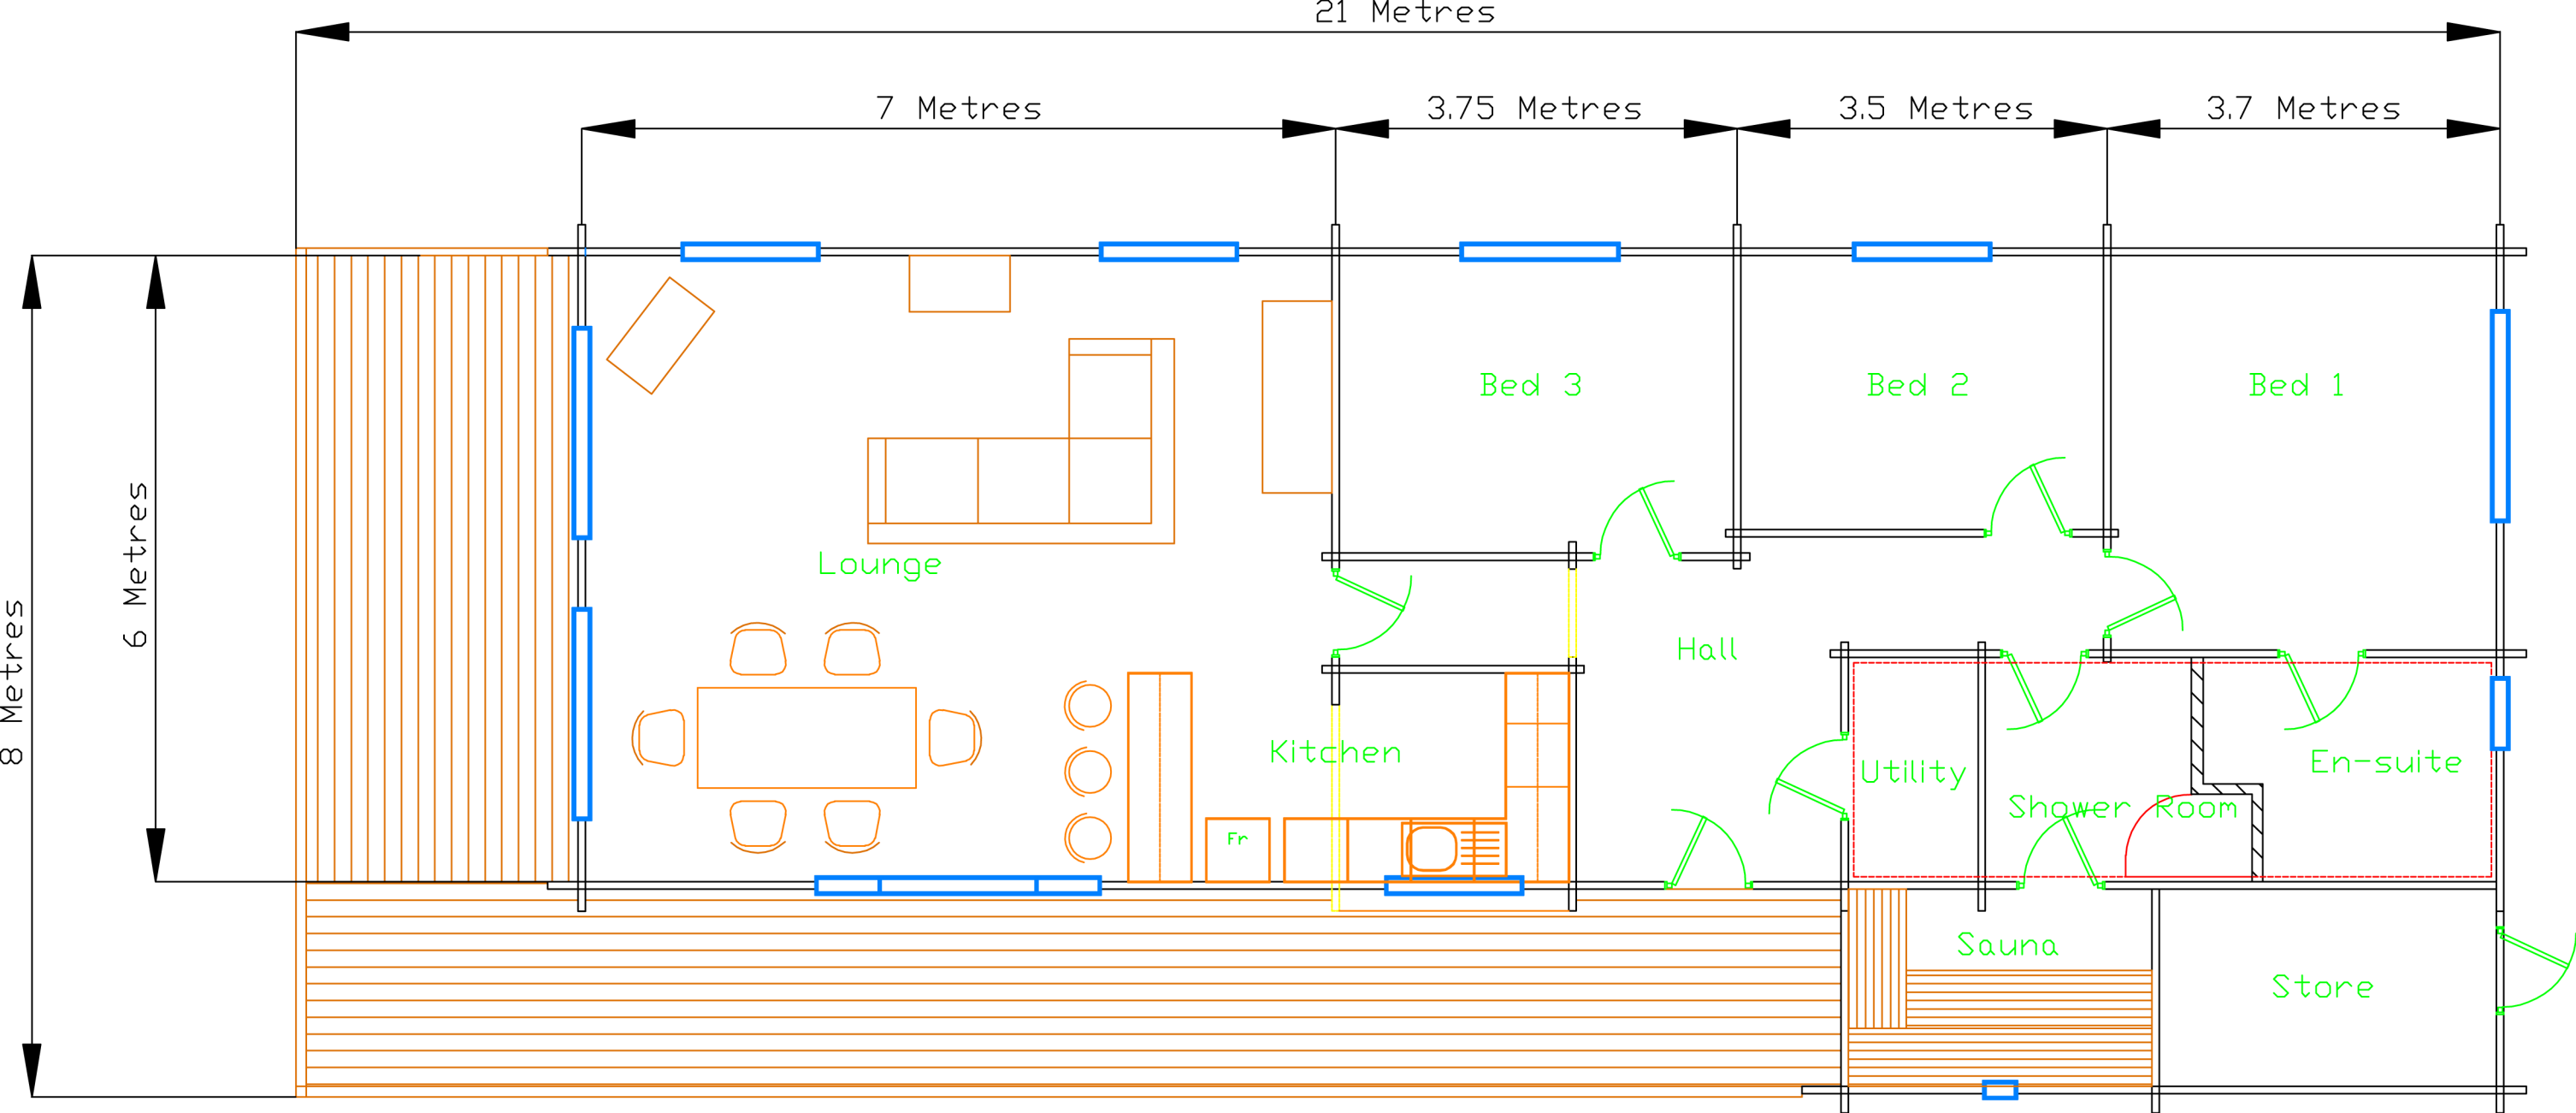 21 Metres
7 Metres
3.75 Metres
3.5 Metres
3.7 Metres
8 Metres
6 Metres
Bed 3
Bed 2
Bed 1
Lounge
Hall
Kitchen
Utility
En-suite
Shower Room
Fr
Sauna
Store